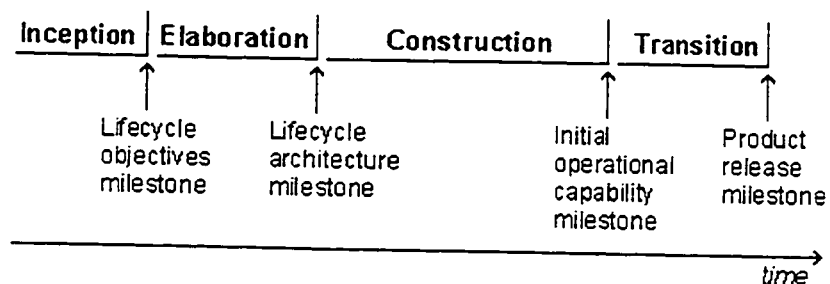 Inception Elaboration Construction Transition
Lifecycle
objectives
milestone
Lifecycle
architecture
milestone
Initial
operational
capability
milestone
Product
release
milestone
time